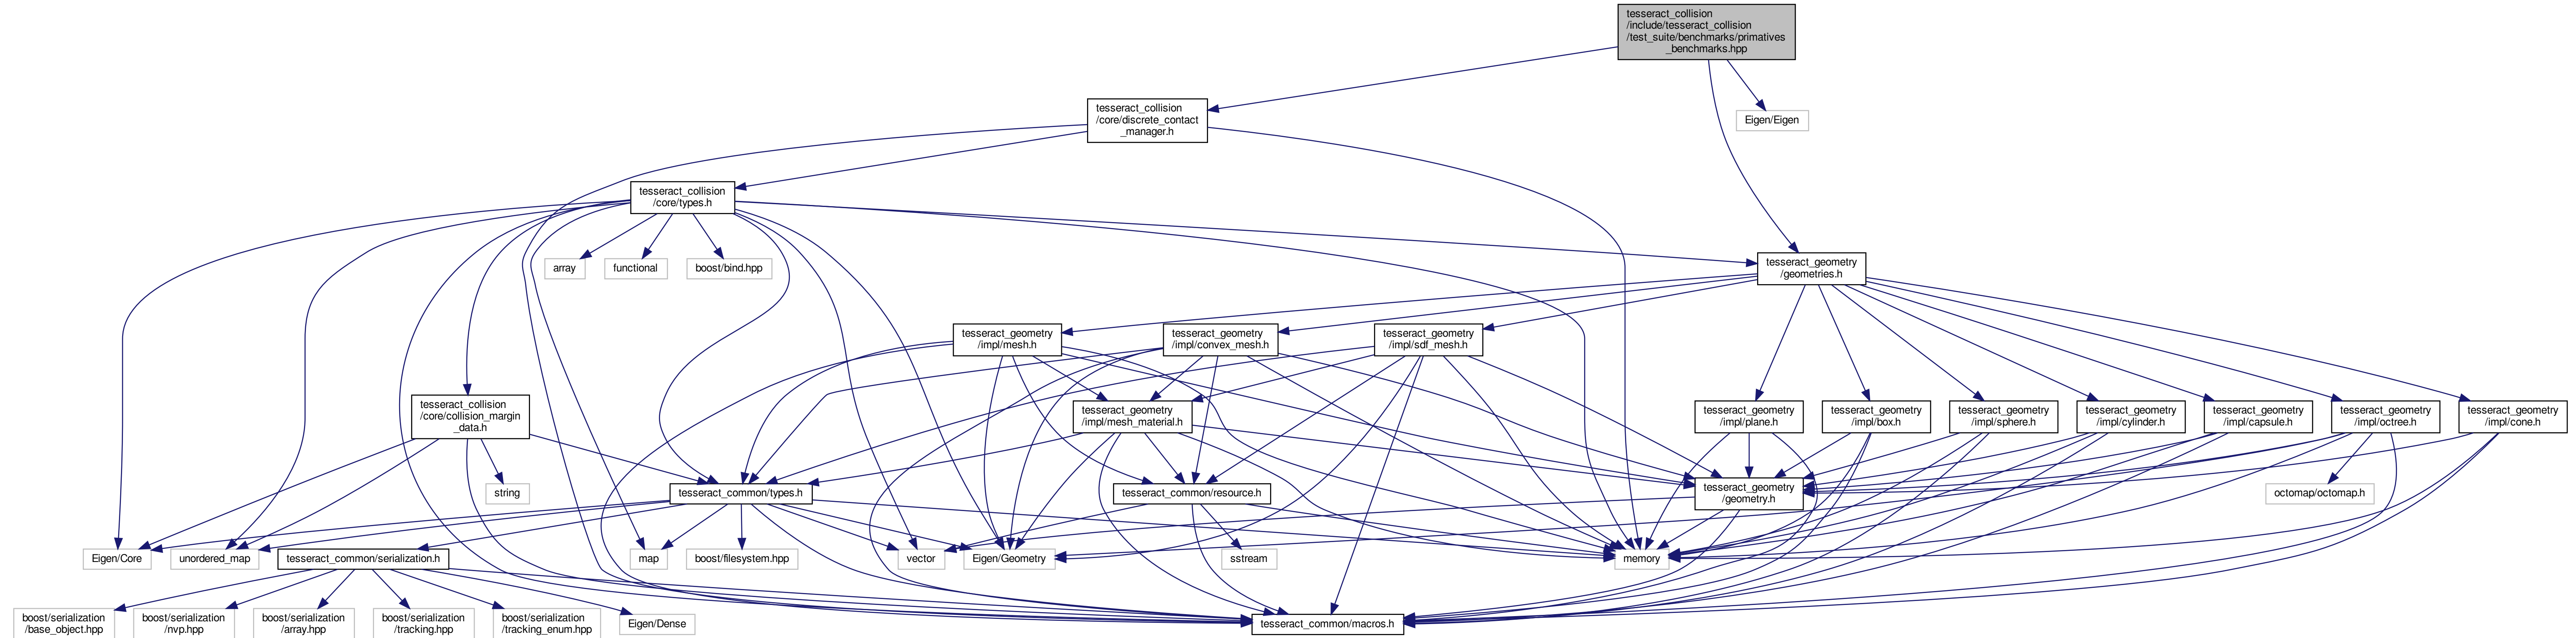 tesseract_collision
/include/tesseract_collision
/test_suite/benchmarks/primatives
_benchmarks.hpp
tesseract_collision
/core/discrete_contact
_manager.h
Eigen/Eigen
tesseract_collision
/core/types.h
array
functional
boost/bind.hpp
tesseract_geometry
/geometries.h
tesseract_geometry
/impl/mesh.h
tesseract_geometry
/impl/convex_mesh.h
tesseract_geometry
/impl/sdf_mesh.h
tesseract_collision
/core/collision_margin
_data.h
tesseract_geometry
/impl/mesh_material.h
tesseract_geometry
/impl/plane.h
tesseract_geometry
/impl/box.h
tesseract_geometry
/impl/sphere.h
tesseract_geometry
/impl/cylinder.h
tesseract_geometry
/impl/capsule.h
tesseract_geometry
/impl/octree.h
tesseract_geometry
/impl/cone.h
string
tesseract_common/types.h
tesseract_common/resource.h
tesseract_geometry
/geometry.h
octomap/octomap.h
Eigen/Core
unordered_map
tesseract_common/serialization.h
map
boost/filesystem.hpp
vector
Eigen/Geometry
sstream
memory
boost/serialization
/base_object.hpp
boost/serialization
/nvp.hpp
boost/serialization
/array.hpp
boost/serialization
/tracking.hpp
boost/serialization
/tracking_enum.hpp
Eigen/Dense
tesseract_common/macros.h